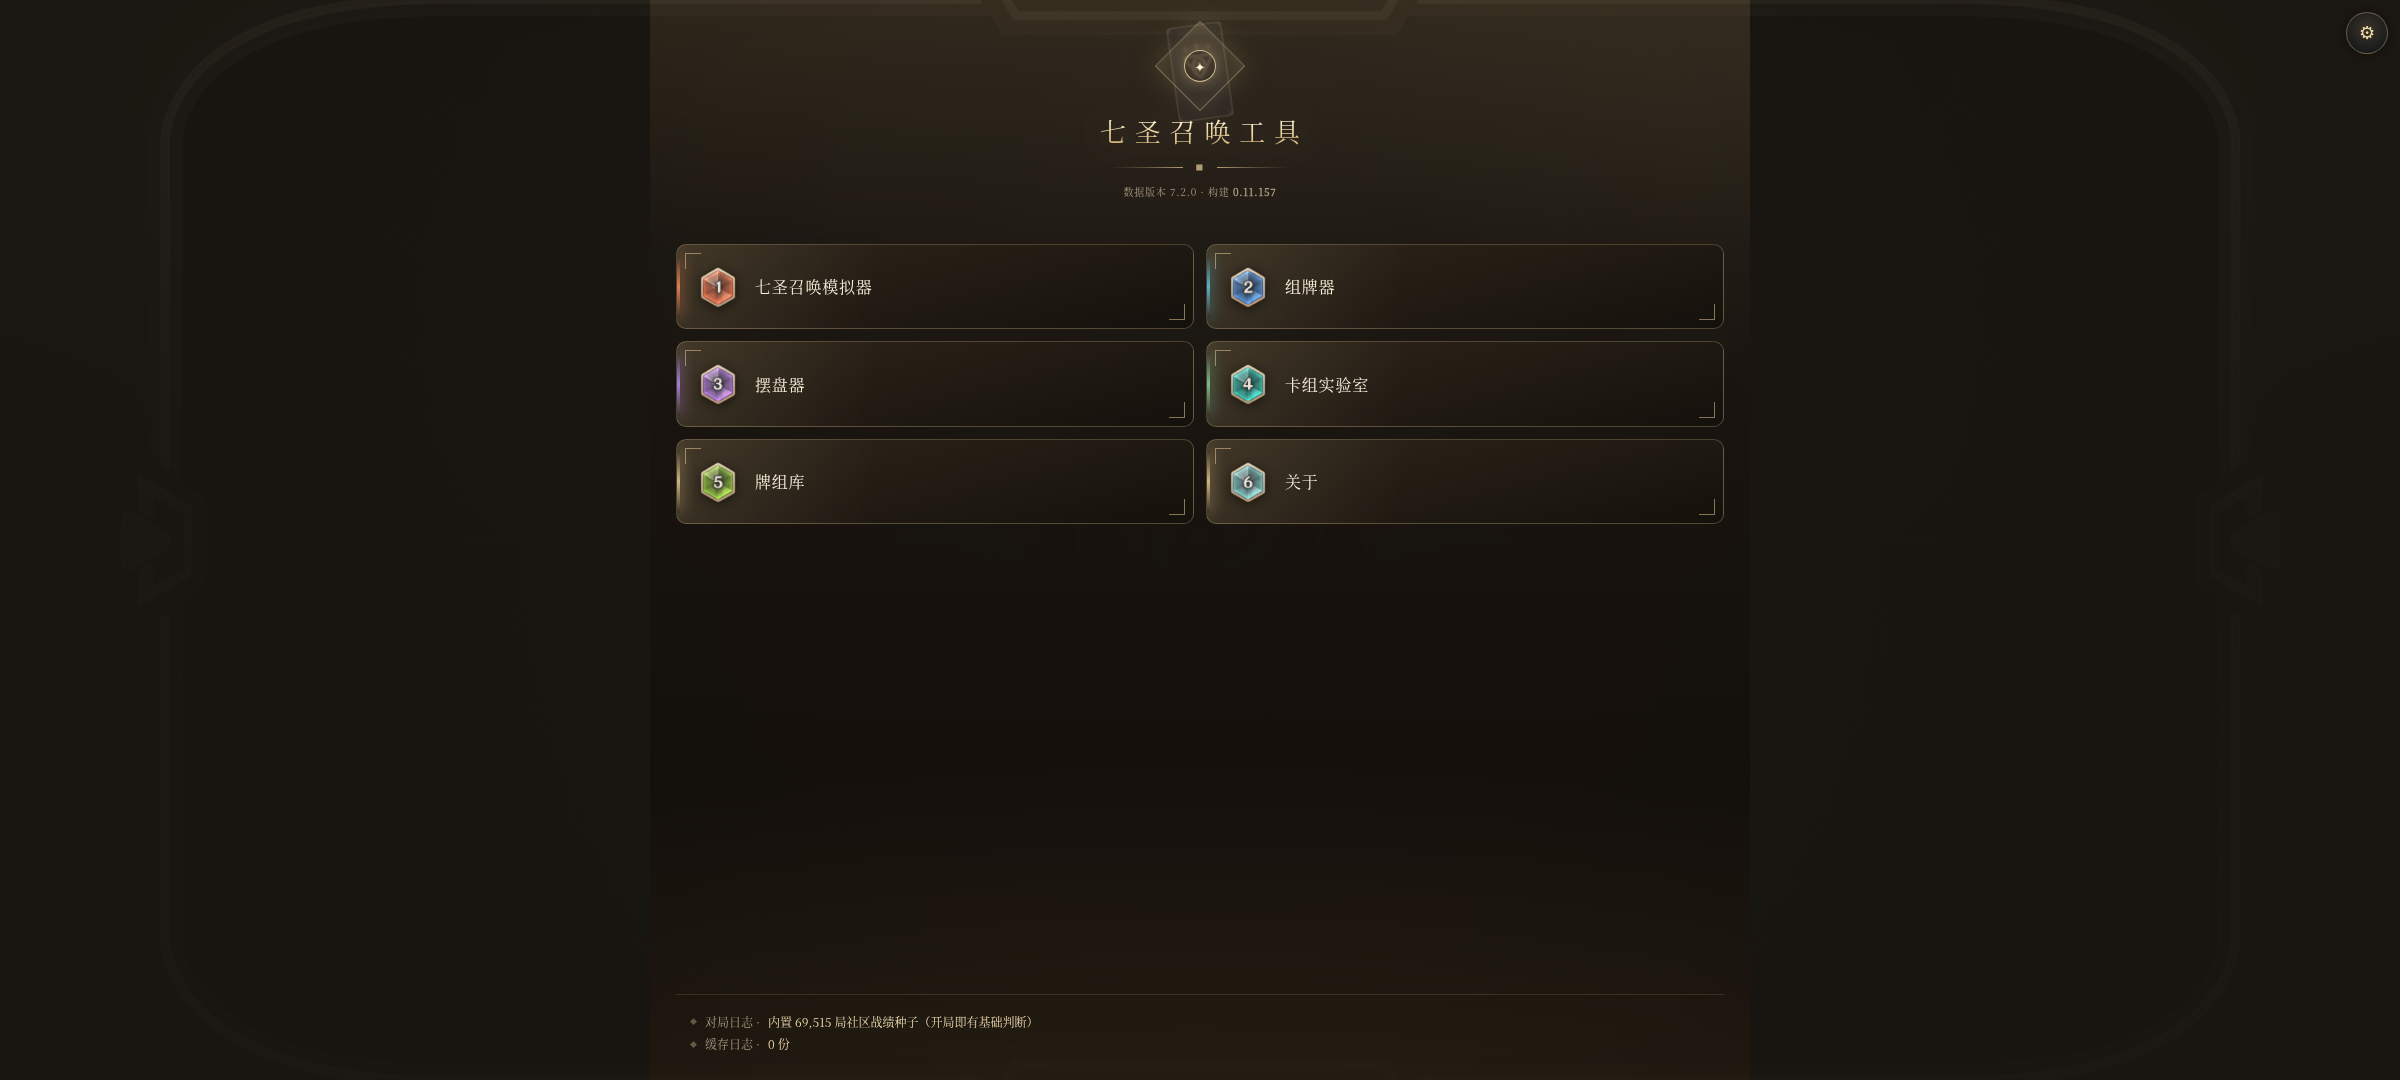 七圣召唤工具
数据版本 7.2.0 · 构建 0.11.157
1 七圣召唤模拟器
2 组牌器
3 摆盘器
4 卡组实验室
5 牌组库
6 关于
对局日志 · 内置 69,515 局社区战绩种子（开局即有基础判断）
缓存日志 · 0 份